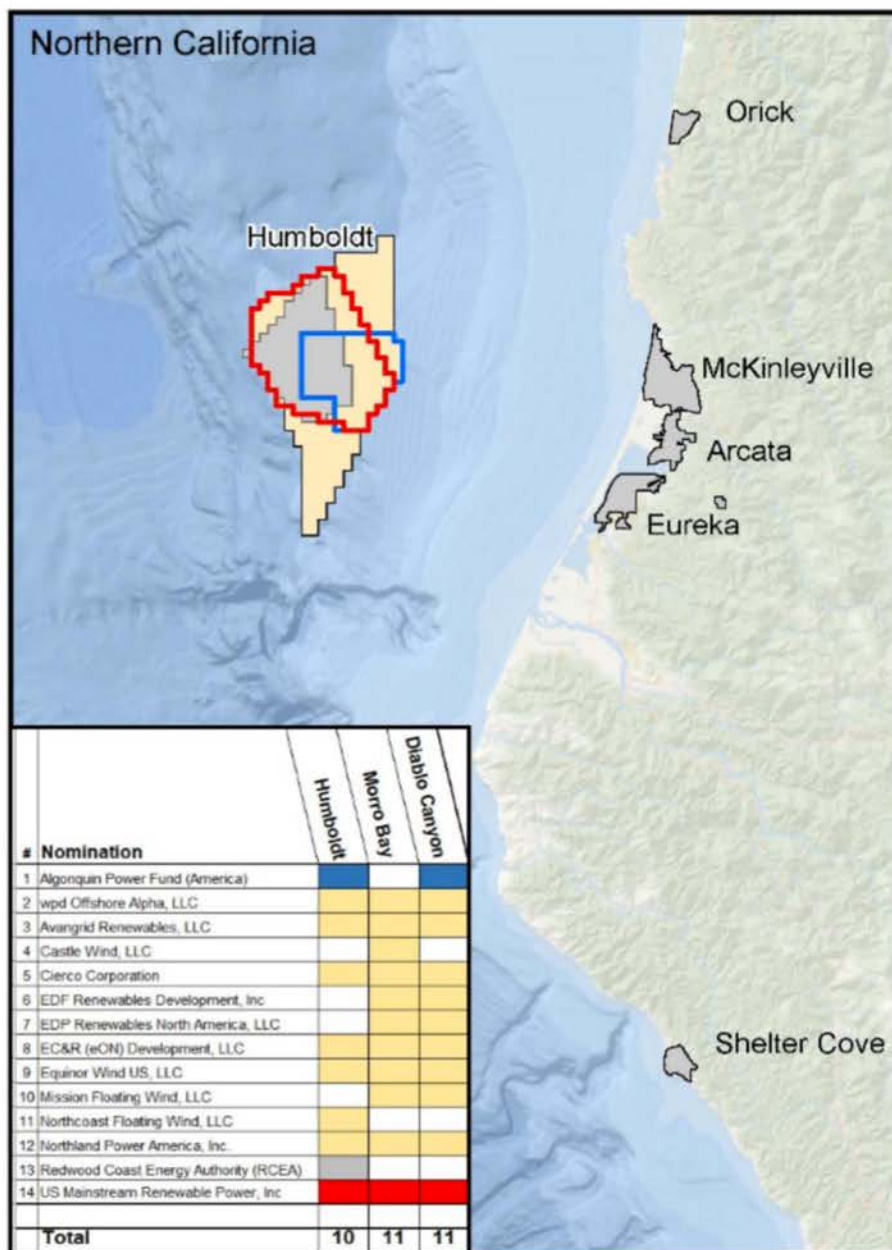 Northern California
Orick
Humboldt
McKinleyville
Arcata
Eureka
Shelter Cove
# Nomination Humboldt Morro Bay Diablo Canyon
1 Algonquin Power Fund (America)
2 wpd Offshore Alpha, LLC
3 Avangrid Renewables, LLC
4 Castle Wind, LLC
5 Cierco Corporation
6 EDF Renewables Development, Inc
7 EDP Renewables North America, LLC
8 EC&R (eON) Development, LLC
9 Equinor Wind US, LLC
10 Mission Floating Wind, LLC
11 Northcoast Floating Wind, LLC
12 Northland Power America, Inc.
13 Redwood Coast Energy Authority (RCEA)
14 US Mainstream Renewable Power, Inc
Total 10 11 11